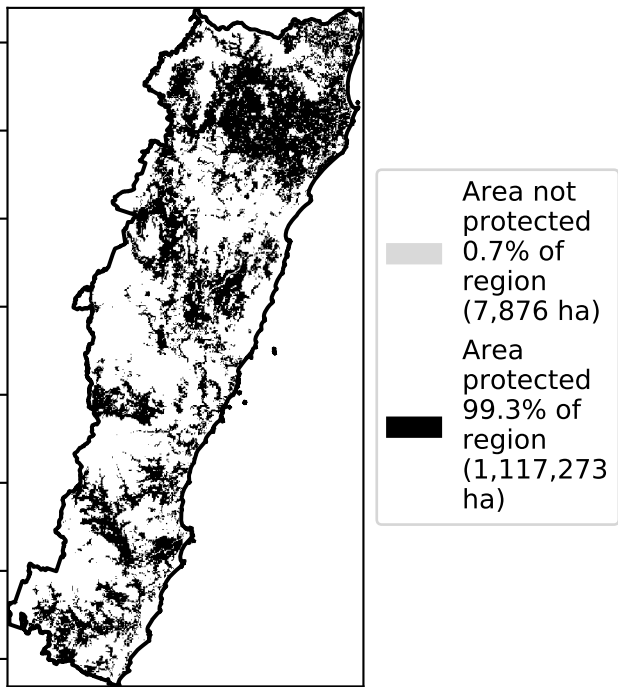 Area not
protected
0.7% of
region
(7,876 ha)
Area
protected
99.3% of
region
(1,117,273
ha)